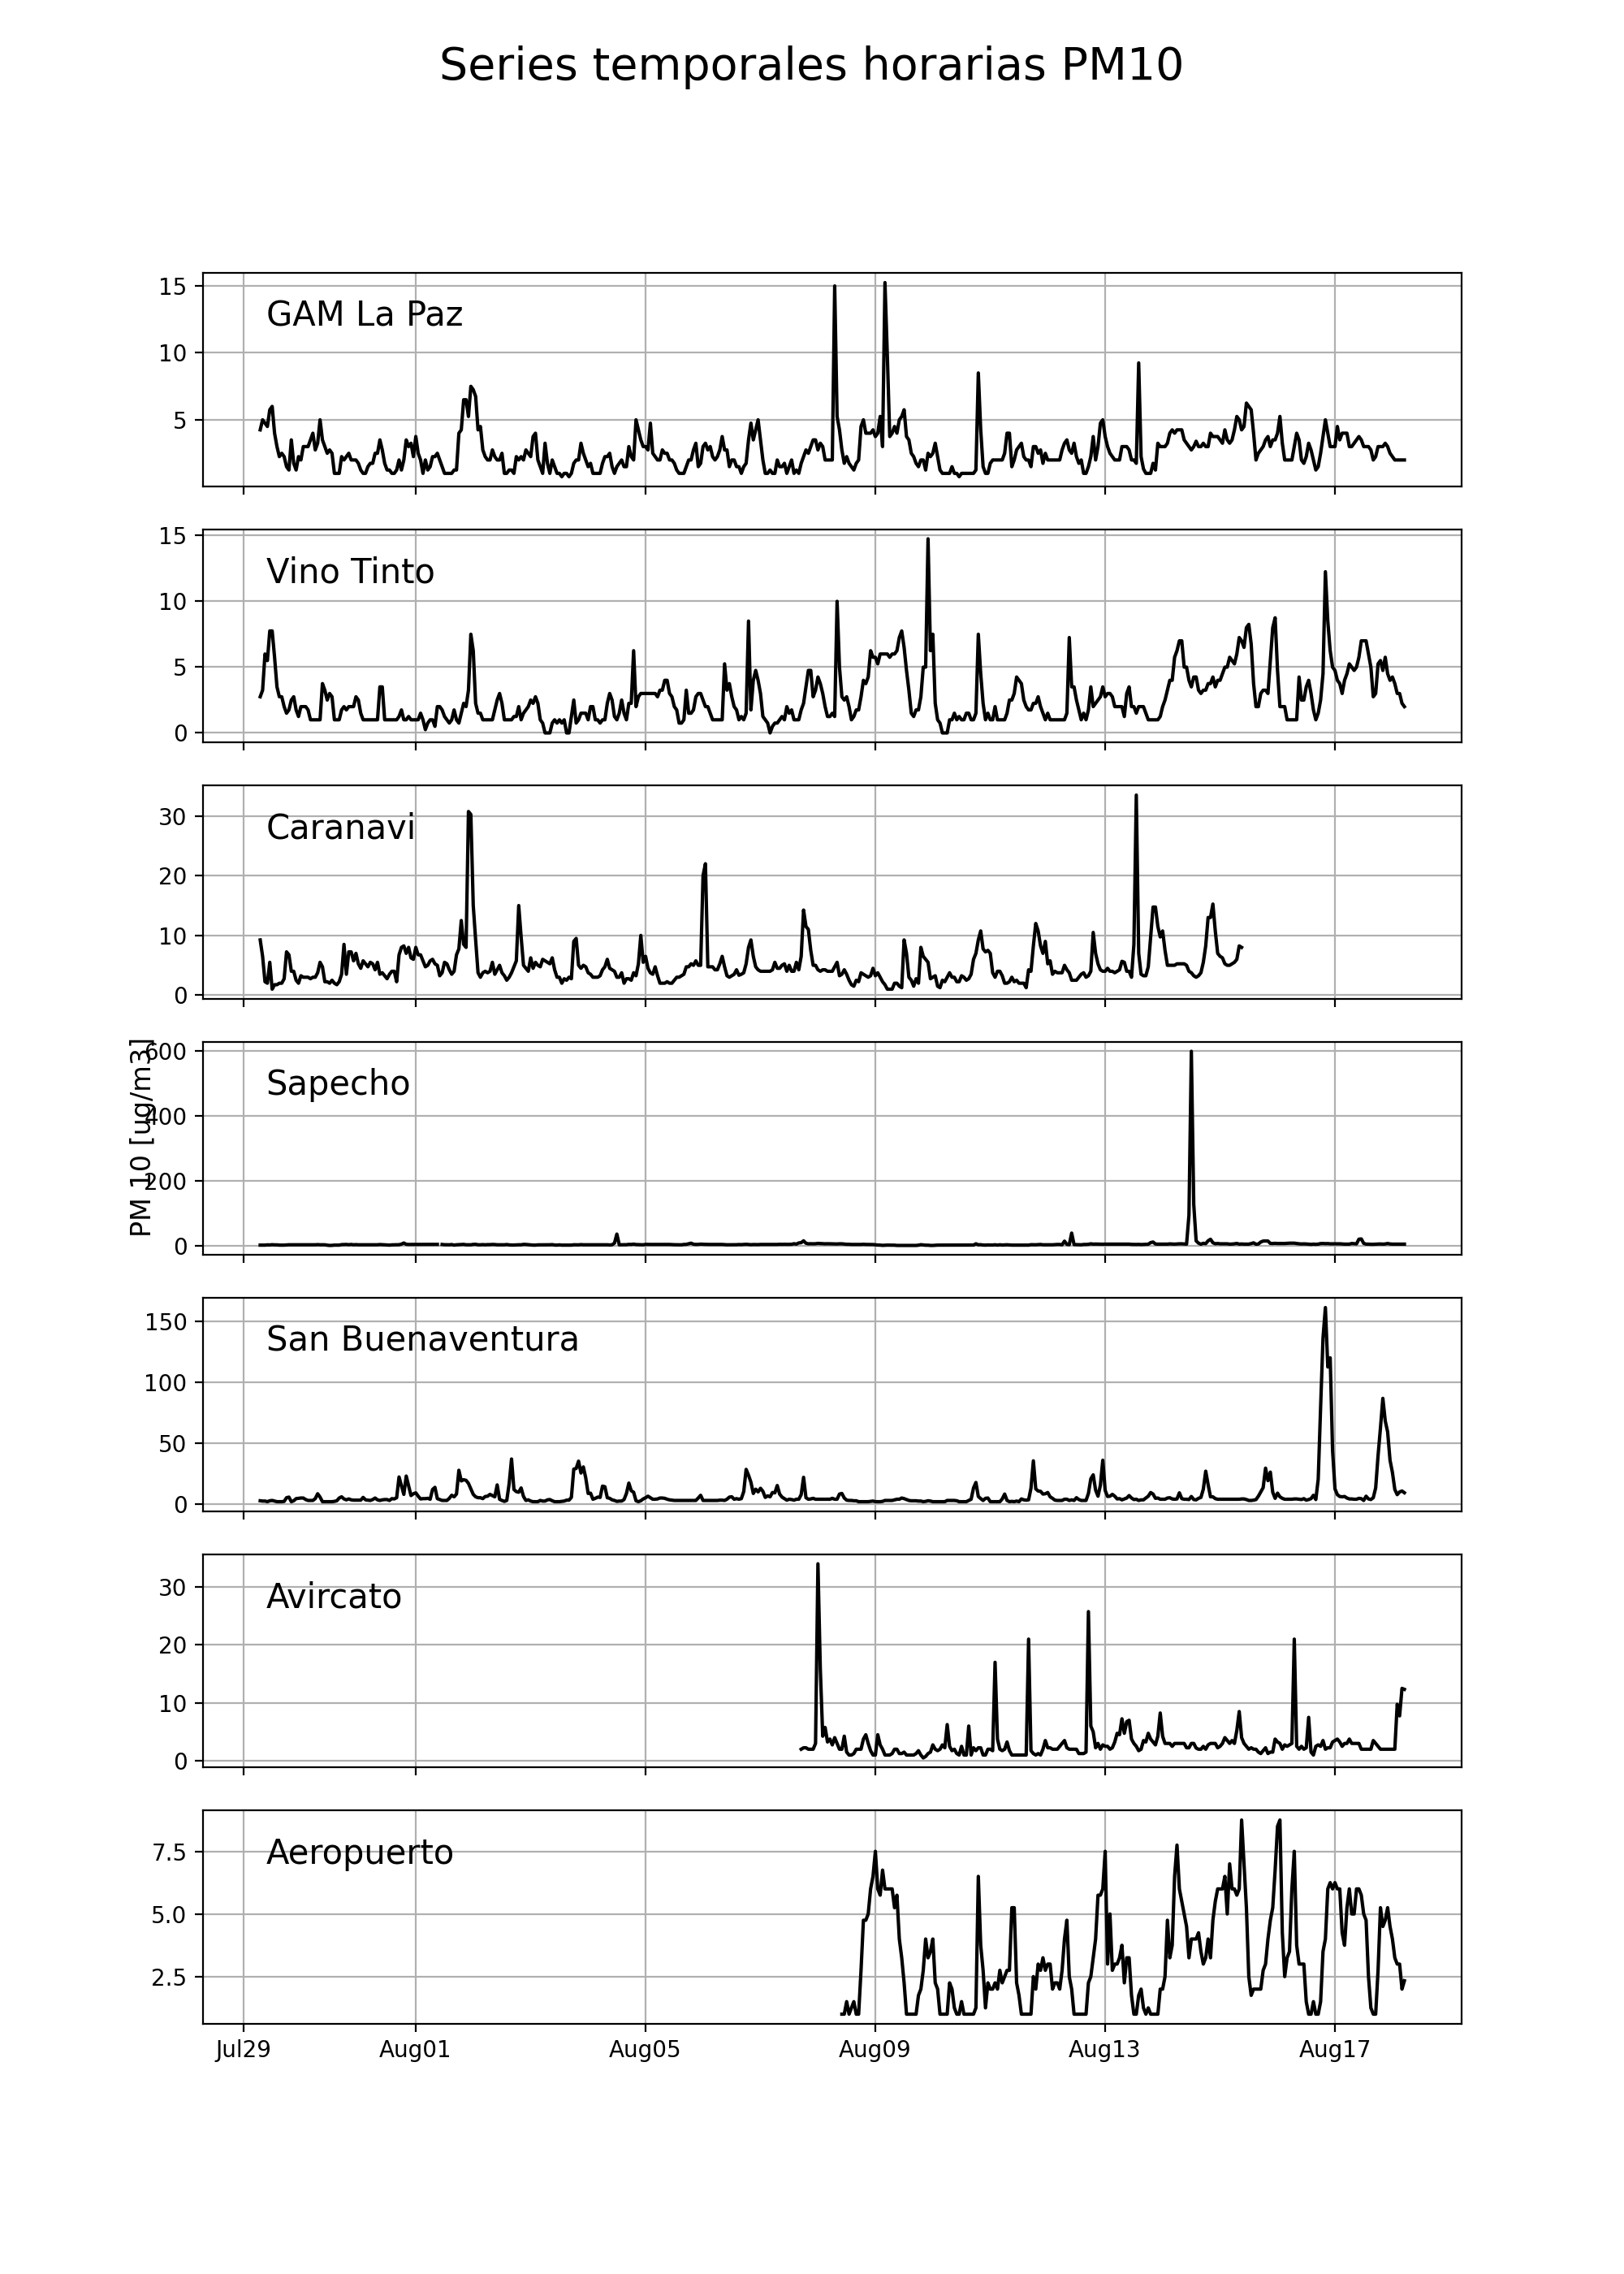 Series temporales horarias PM10
GAM La Paz
15
10
5
Vino Tinto
15
10
5
0
Caranavi
30
20
10
0
PM 10 [ug/m3]
Sapecho
600
400
200
0
San Buenaventura
150
100
50
0
Avircato
30
20
10
0
Aeropuerto
7.5
5.0
2.5
Jul29 Aug01 Aug05 Aug09 Aug13 Aug17